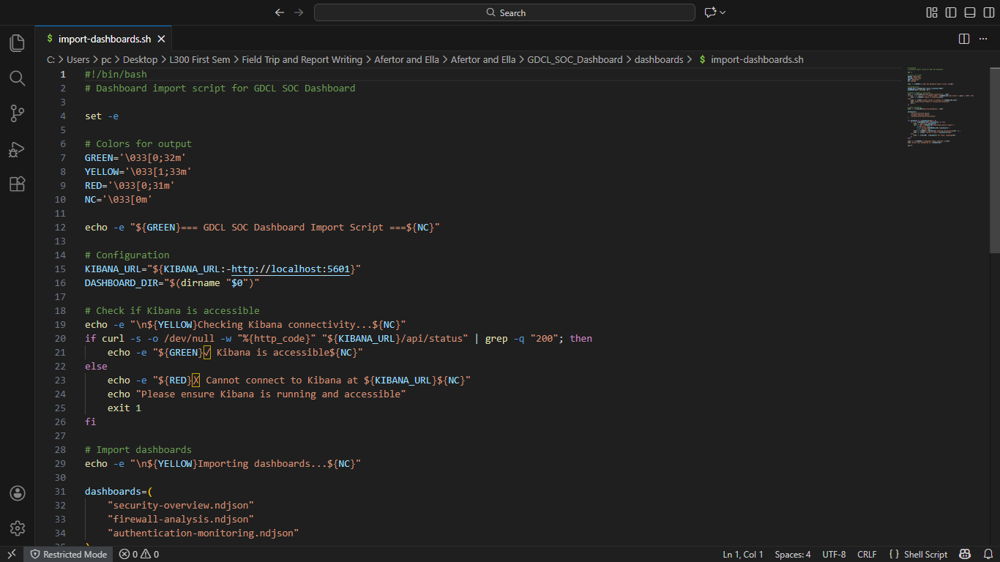 Search
$ import-dashboards.sh
C: > Users > pc > Desktop > L300 First Sem > Field Trip and Report Writing > Afertor and Ella > Afertor and Ella > GDCL_SOC_Dashboard > dashboards > $ import-dashboards.sh
1 #!/bin/bash
2 # Dashboard import script for GDCL SOC Dashboard
3
4 set -e
5
6 # Colors for output
7 GREEN='\033[0;32m'
8 YELLOW='\033[1;33m'
9 RED='\033[0;31m'
10 NC='\033[0m'
11
12 echo -e "${GREEN}=== GDCL SOC Dashboard Import Script ===${NC}"
13
14 # Configuration
15 KIBANA_URL="${KIBANA_URL:-http://localhost:5601}"
16 DASHBOARD_DIR="$(dirname "$0")"
17
18 # Check if Kibana is accessible
19 echo -e "\n${YELLOW}Checking Kibana connectivity...${NC}"
20 if curl -s -o /dev/null -w "%{http_code}" "${KIBANA_URL}/api/status" | grep -q "200"; then
21 echo -e "${GREEN}✓ Kibana is accessible${NC}"
22 else
23 echo -e "${RED}✗ Cannot connect to Kibana at ${KIBANA_URL}${NC}"
24 echo "Please ensure Kibana is running and accessible"
25 exit 1
26 fi
27
28 # Import dashboards
29 echo -e "\n${YELLOW}Importing dashboards...${NC}"
30
31 dashboards=(
32 "security-overview.ndjson"
33 "firewall-analysis.ndjson"
34 "authentication-monitoring.ndjson"
35 )
Restricted Mode 0 0 Ln 1, Col 1 Spaces: 4 UTF-8 CRLF { } Shell Script